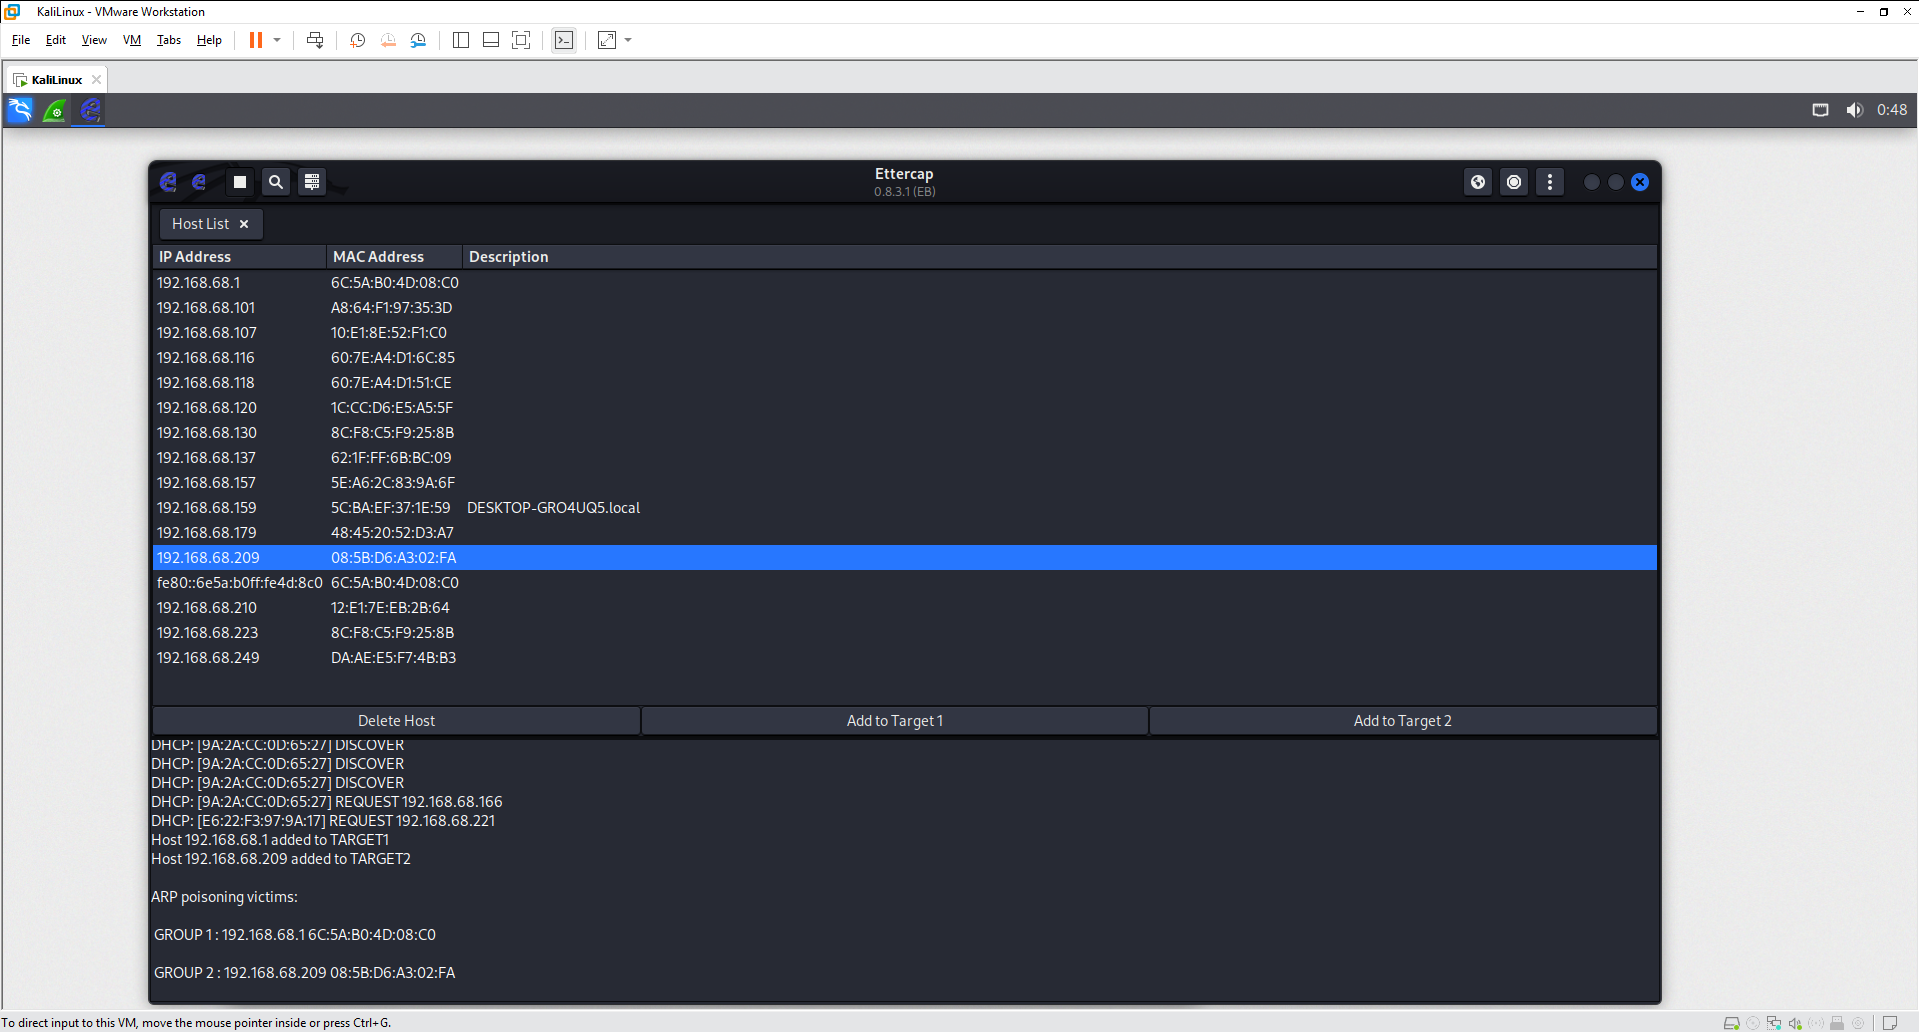 KaliLinux - VMware Workstation
File Edit View VM Tabs Help
KaliLinux
0:48
Ettercap
0.8.3.1 (EB)
Host List
IP Address MAC Address Description
192.168.68.1 6C:5A:B0:4D:08:C0
192.168.68.101 A8:64:F1:97:35:3D
192.168.68.107 10:E1:8E:52:F1:C0
192.168.68.116 60:7E:A4:D1:6C:85
192.168.68.118 60:7E:A4:D1:51:CE
192.168.68.120 1C:CC:D6:E5:A5:5F
192.168.68.130 8C:F8:C5:F9:25:8B
192.168.68.137 62:1F:FF:6B:BC:09
192.168.68.157 5E:A6:2C:83:9A:6F
192.168.68.159 5C:BA:EF:37:1E:59 DESKTOP-GRO4UQ5.local
192.168.68.179 48:45:20:52:D3:A7
192.168.68.209 08:5B:D6:A3:02:FA
fe80::6e5a:b0ff:fe4d:8c0 6C:5A:B0:4D:08:C0
192.168.68.210 12:E1:7E:EB:2B:64
192.168.68.223 8C:F8:C5:F9:25:8B
192.168.68.249 DA:AE:E5:F7:4B:B3
Delete Host Add to Target 1 Add to Target 2
DHCP: [9A:2A:CC:0D:65:27] DISCOVER
DHCP: [9A:2A:CC:0D:65:27] DISCOVER
DHCP: [9A:2A:CC:0D:65:27] DISCOVER
DHCP: [9A:2A:CC:0D:65:27] REQUEST 192.168.68.166
DHCP: [E6:22:F3:97:9A:17] REQUEST 192.168.68.221
Host 192.168.68.1 added to TARGET1
Host 192.168.68.209 added to TARGET2
ARP poisoning victims:
GROUP 1 : 192.168.68.1 6C:5A:B0:4D:08:C0
GROUP 2 : 192.168.68.209 08:5B:D6:A3:02:FA
To direct input to this VM, move the mouse pointer inside or press Ctrl+G.